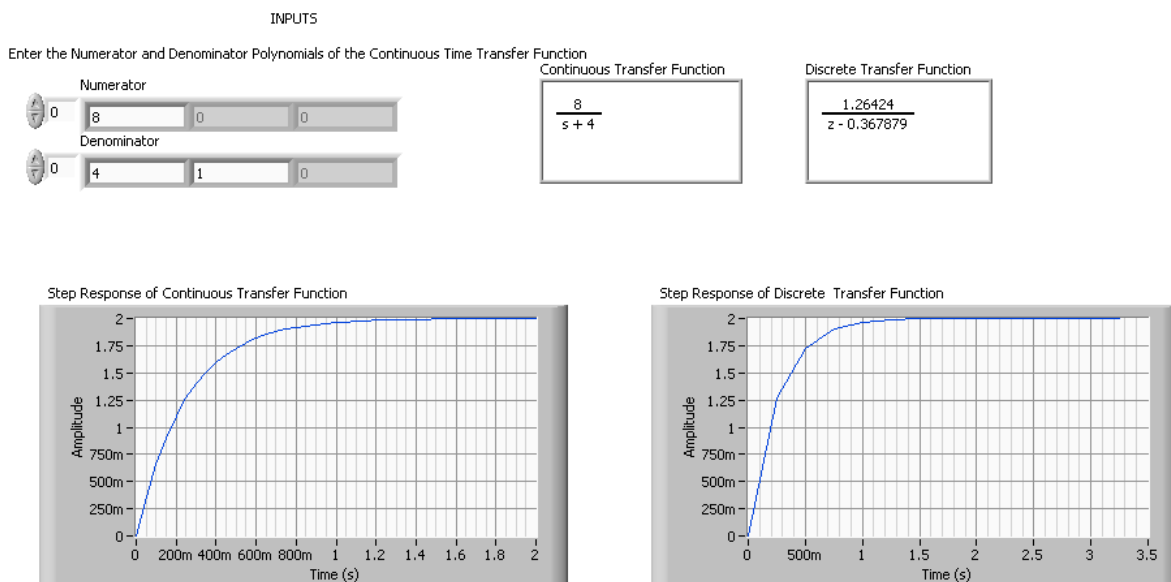 INPUTS
Enter the Numerator and Denominator Polynomials of the Continuous Time Transfer Function
Numerator
0 8 0 0
Denominator
0 4 1 0
Continuous Transfer Function
8
s + 4
Discrete Transfer Function
1.26424
z - 0.367879
Step Response of Continuous Transfer Function
Amplitude
2
1.75
1.5
1.25
1
750m
500m
250m
0
0 200m 400m 600m 800m 1 1.2 1.4 1.6 1.8 2
Time (s)
Step Response of Discrete Transfer Function
Amplitude
2
1.75
1.5
1.25
1
750m
500m
250m
0
0 500m 1 1.5 2 2.5 3 3.5
Time (s)